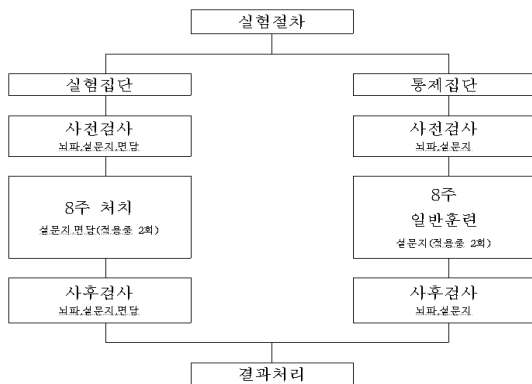 실험절차
실험집단
통제집단
사전검사
뇌파,설문지,면담
사전검사
뇌파,설문지
8주 처치
설문지,면담(적용중 2회)
8주
일반훈련
설문지(적용중 2회)
사후검사
뇌파,설문지,면담
사후검사
뇌파,설문지
결과처리